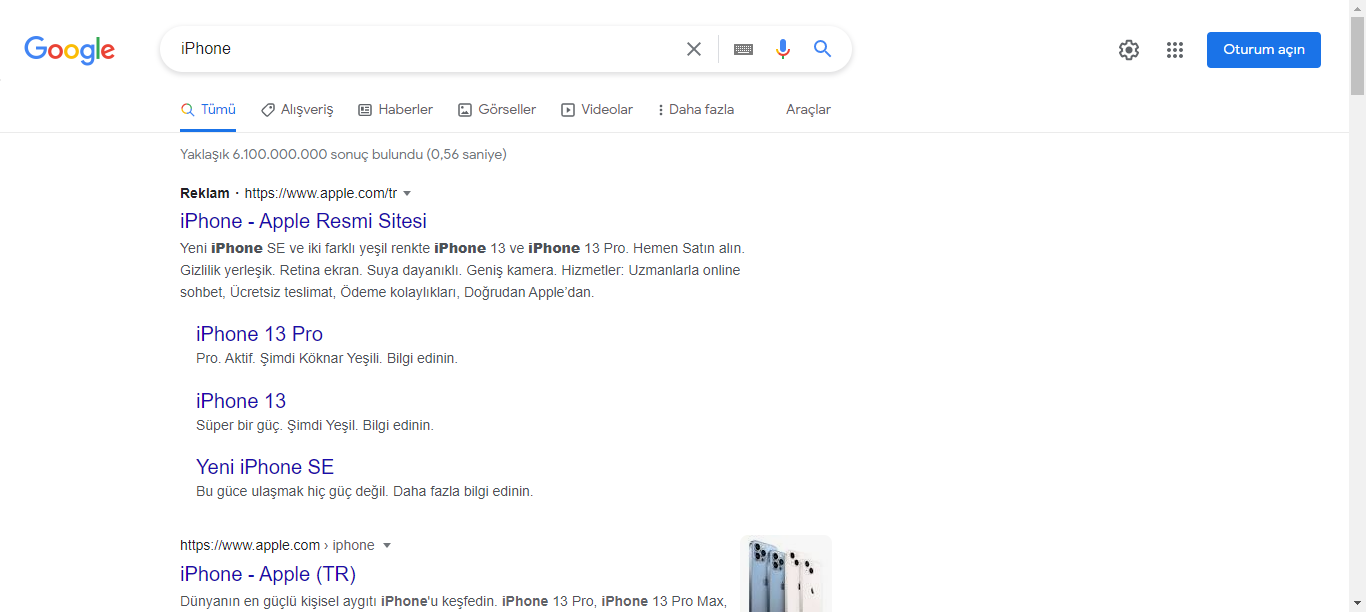 Google
iPhone
Oturum açın
Tümü
Alışveriş
Haberler
Görseller
Videolar
Daha fazla
Araçlar
Yaklaşık 6.100.000.000 sonuç bulundu (0,56 saniye)
Reklam · https://www.apple.com/tr
iPhone - Apple Resmi Sitesi
Yeni iPhone SE ve iki farklı yeşil renkte iPhone 13 ve iPhone 13 Pro. Hemen Satın alın.
Gizlilik yerleşik. Retina ekran. Suya dayanıklı. Geniş kamera. Hizmetler: Uzmanlarla online
sohbet, Ücretsiz teslimat, Ödeme kolaylıkları, Doğrudan Apple’dan.
iPhone 13 Pro
Pro. Aktif. Şimdi Köknar Yeşili. Bilgi edinin.
iPhone 13
Süper bir güç. Şimdi Yeşil. Bilgi edinin.
Yeni iPhone SE
Bu güce ulaşmak hiç güç değil. Daha fazla bilgi edinin.
https://www.apple.com › iphone
iPhone - Apple (TR)
Dünyanın en güçlü kişisel aygıtı iPhone'u keşfedin. iPhone 13 Pro, iPhone 13 Pro Max,